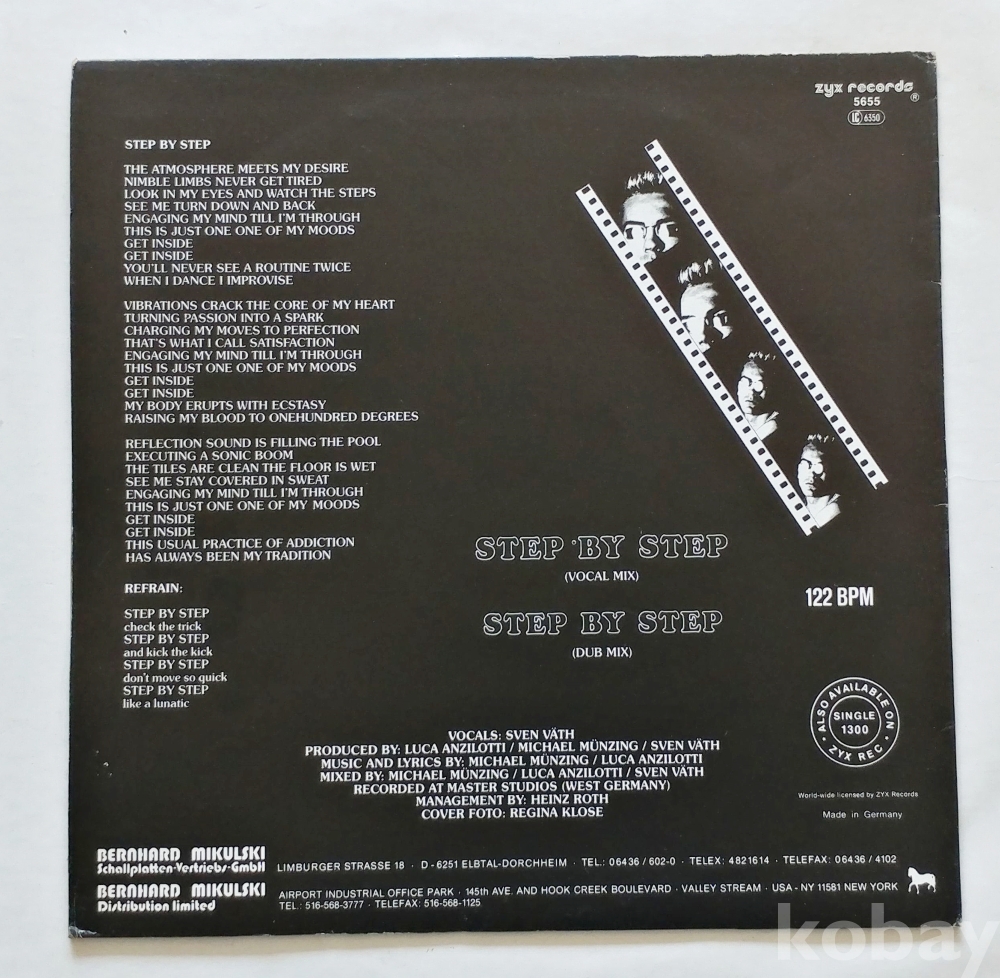 zyx records
®
5655
LC 6350
STEP BY STEP
THE ATMOSPHERE MEETS MY DESIRE
NIMBLE LIMBS NEVER GET TIRED
LOOK IN MY EYES AND WATCH THE STEPS
SEE ME TURN DOWN AND BACK
ENGAGING MY MIND TILL I'M THROUGH
THIS IS JUST ONE ONE OF MY MOODS
GET INSIDE
GET INSIDE
YOU'LL NEVER SEE A ROUTINE TWICE
WHEN I DANCE I IMPROVISE
VIBRATIONS CRACK THE CORE OF MY HEART
TURNING PASSION INTO A SPARK
CHARGING MY MOVES TO PERFECTION
THAT'S WHAT I CALL SATISFACTION
ENGAGING MY MIND TILL I'M THROUGH
THIS IS JUST ONE ONE OF MY MOODS
GET INSIDE
GET INSIDE
MY BODY ERUPTS WITH ECSTASY
RAISING MY BLOOD TO ONEHUNDRED DEGREES
REFLECTION SOUND IS FILLING THE POOL
EXECUTING A SONIC BOOM
THE TILES ARE CLEAN THE FLOOR IS WET
SEE ME STAY COVERED IN SWEAT
ENGAGING MY MIND TILL I'M THROUGH
THIS IS JUST ONE ONE OF MY MOODS
GET INSIDE
GET INSIDE
THIS USUAL PRACTICE OF ADDICTION
HAS ALWAYS BEEN MY TRADITION
REFRAIN:
STEP BY STEP
check the trick
STEP BY STEP
and kick the kick
STEP BY STEP
don't move so quick
STEP BY STEP
like a lunatic
STEP BY STEP
(VOCAL MIX)
STEP BY STEP
(DUB MIX)
122 BPM
ALSO AVAILABLE ON
SINGLE
1300
ZYX REC
VOCALS: SVEN VÄTH
PRODUCED BY: LUCA ANZILOTTI / MICHAEL MÜNZING / SVEN VÄTH
MUSIC AND LYRICS BY: MICHAEL MÜNZING / LUCA ANZILOTTI
MIXED BY: MICHAEL MÜNZING / LUCA ANZILOTTI / SVEN VÄTH
RECORDED AT MASTER STUDIOS (WEST GERMANY)
MANAGEMENT BY: HEINZ ROTH
COVER FOTO: REGINA KLOSE
World-wide licensed by ZYX Records
Made in Germany
BERNHARD MIKULSKI
Schallplatten-Vertriebs-GmbH
LIMBURGER STRASSE 18 · D-6251 ELBTAL-DORCHHEIM · TEL.: 06436/602-0 · TELEX: 4821614 · TELEFAX: 06436/4102
BERNHARD MIKULSKI
Distribution limited
AIRPORT INDUSTRIAL OFFICE PARK · 145th AVE. AND HOOK CREEK BOULEVARD · VALLEY STREAM · USA - NY 11581 NEW YORK
TEL.: 516-568-3777 · TELEFAX: 516-568-1125
kobay